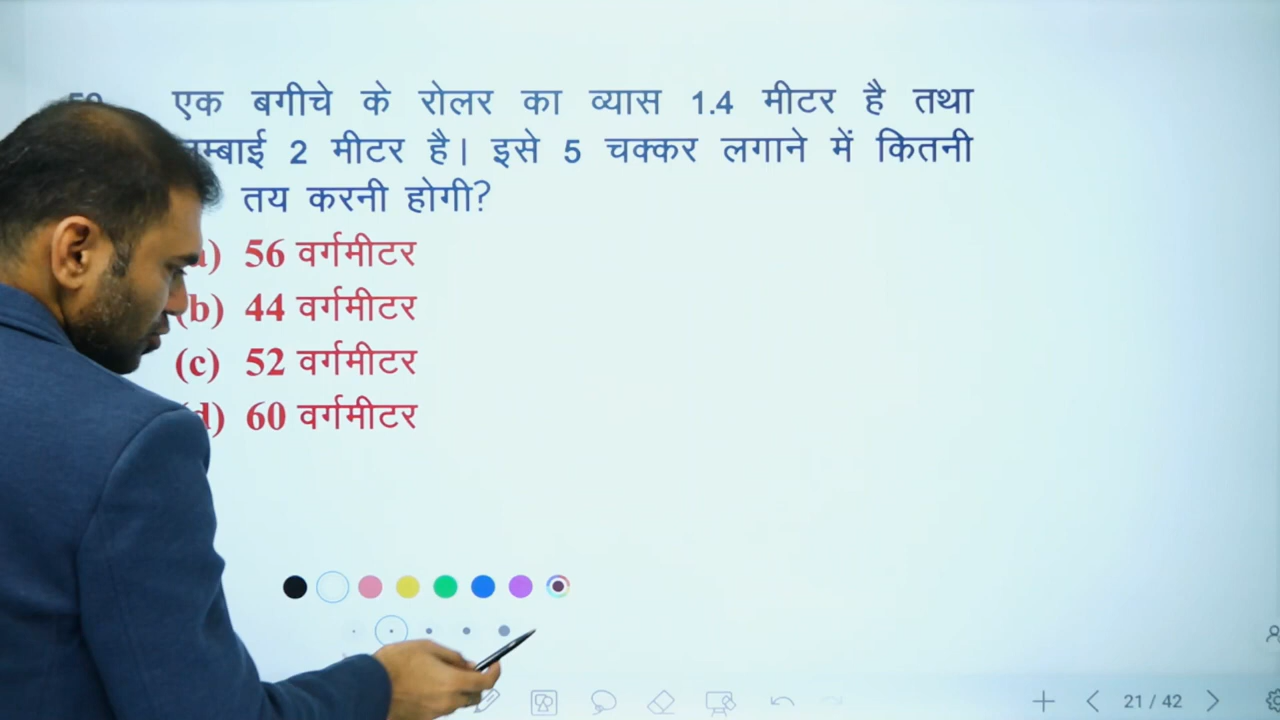 एक बगीचे के रोलर का व्यास 1.4 मीटर है तथा
2 मीटर है। इसे 5 चक्कर लगाने में कितनी
तय करनी होगी?
56 वर्गमीटर
(b) 44 वर्गमीटर
(c) 52 वर्गमीटर
d) 60 वर्गमीटर
21 / 42